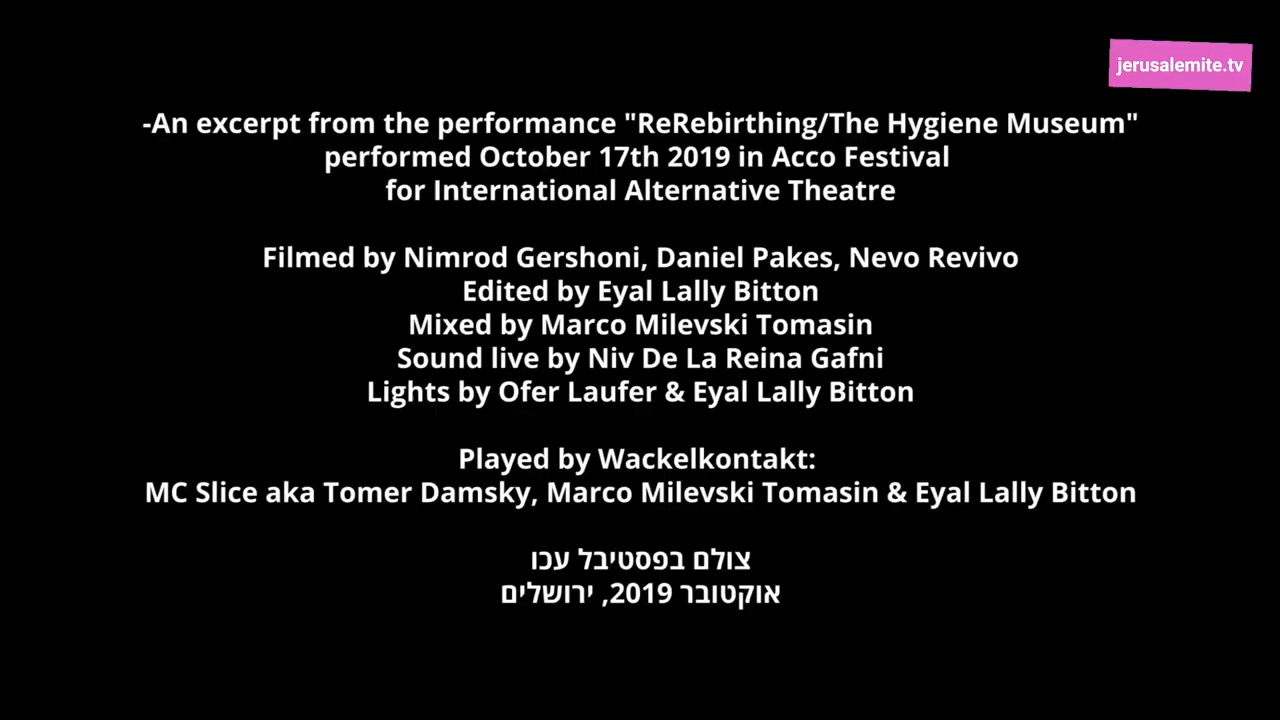 jerusalemite.tv
-An excerpt from the performance "ReRebirthing/The Hygiene Museum"
performed October 17th 2019 in Acco Festival
for International Alternative Theatre
Filmed by Nimrod Gershoni, Daniel Pakes, Nevo Revivo
Edited by Eyal Lally Bitton
Mixed by Marco Milevski Tomasin
Sound live by Niv De La Reina Gafni
Lights by Ofer Laufer & Eyal Lally Bitton
Played by Wackelkontakt:
MC Slice aka Tomer Damsky, Marco Milevski Tomasin & Eyal Lally Bitton
צולם בפסטיבל עכו
אוקטובר 2019, ירושלים